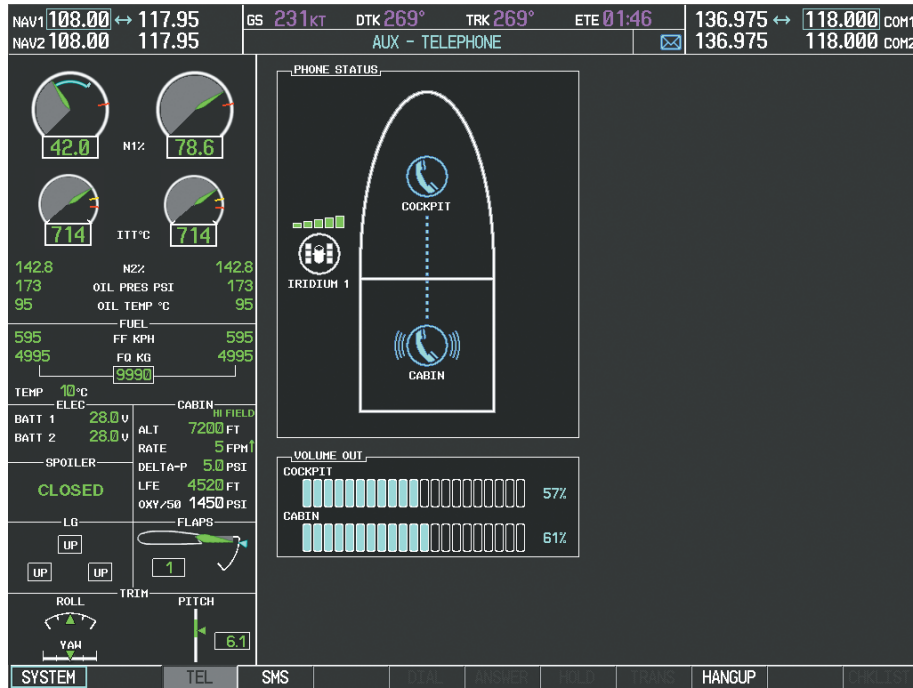 NAV1 108.00 ↔ 117.95 GS 231KT DTK 269° TRK 269° ETE 01:46 136.975 ↔ 118.000 COM1
NAV2 108.00 117.95 AUX - TELEPHONE 136.975 118.000 COM2
42.0 N1% 78.6
714 ITT°C 714
142.8 N2% 142.8
173 OIL PRES PSI 173
95 OIL TEMP °C 95
FUEL
595 FF KPH 595
4995 FQ KG 4995
9990
TEMP 10°C
ELEC
BATT 1 28.0 V
BATT 2 28.0 V
SPOILER
CLOSED
CABIN
HI FIELD
ALT 7200 FT
RATE 5 FPM↑
DELTA-P 5.0 PSI
LFE 4520 FT
OXY/50 1450 PSI
LG
UP
UP UP
FLAPS
1
TRIM
ROLL
YAW
PITCH
6.1
PHONE STATUS
COCKPIT
IRIDIUM 1
CABIN
VOLUME OUT
COCKPIT
57%
CABIN
61%
SYSTEM TEL SMS DIAL ANSWER HOLD TRANS HANGUP CHKLIST